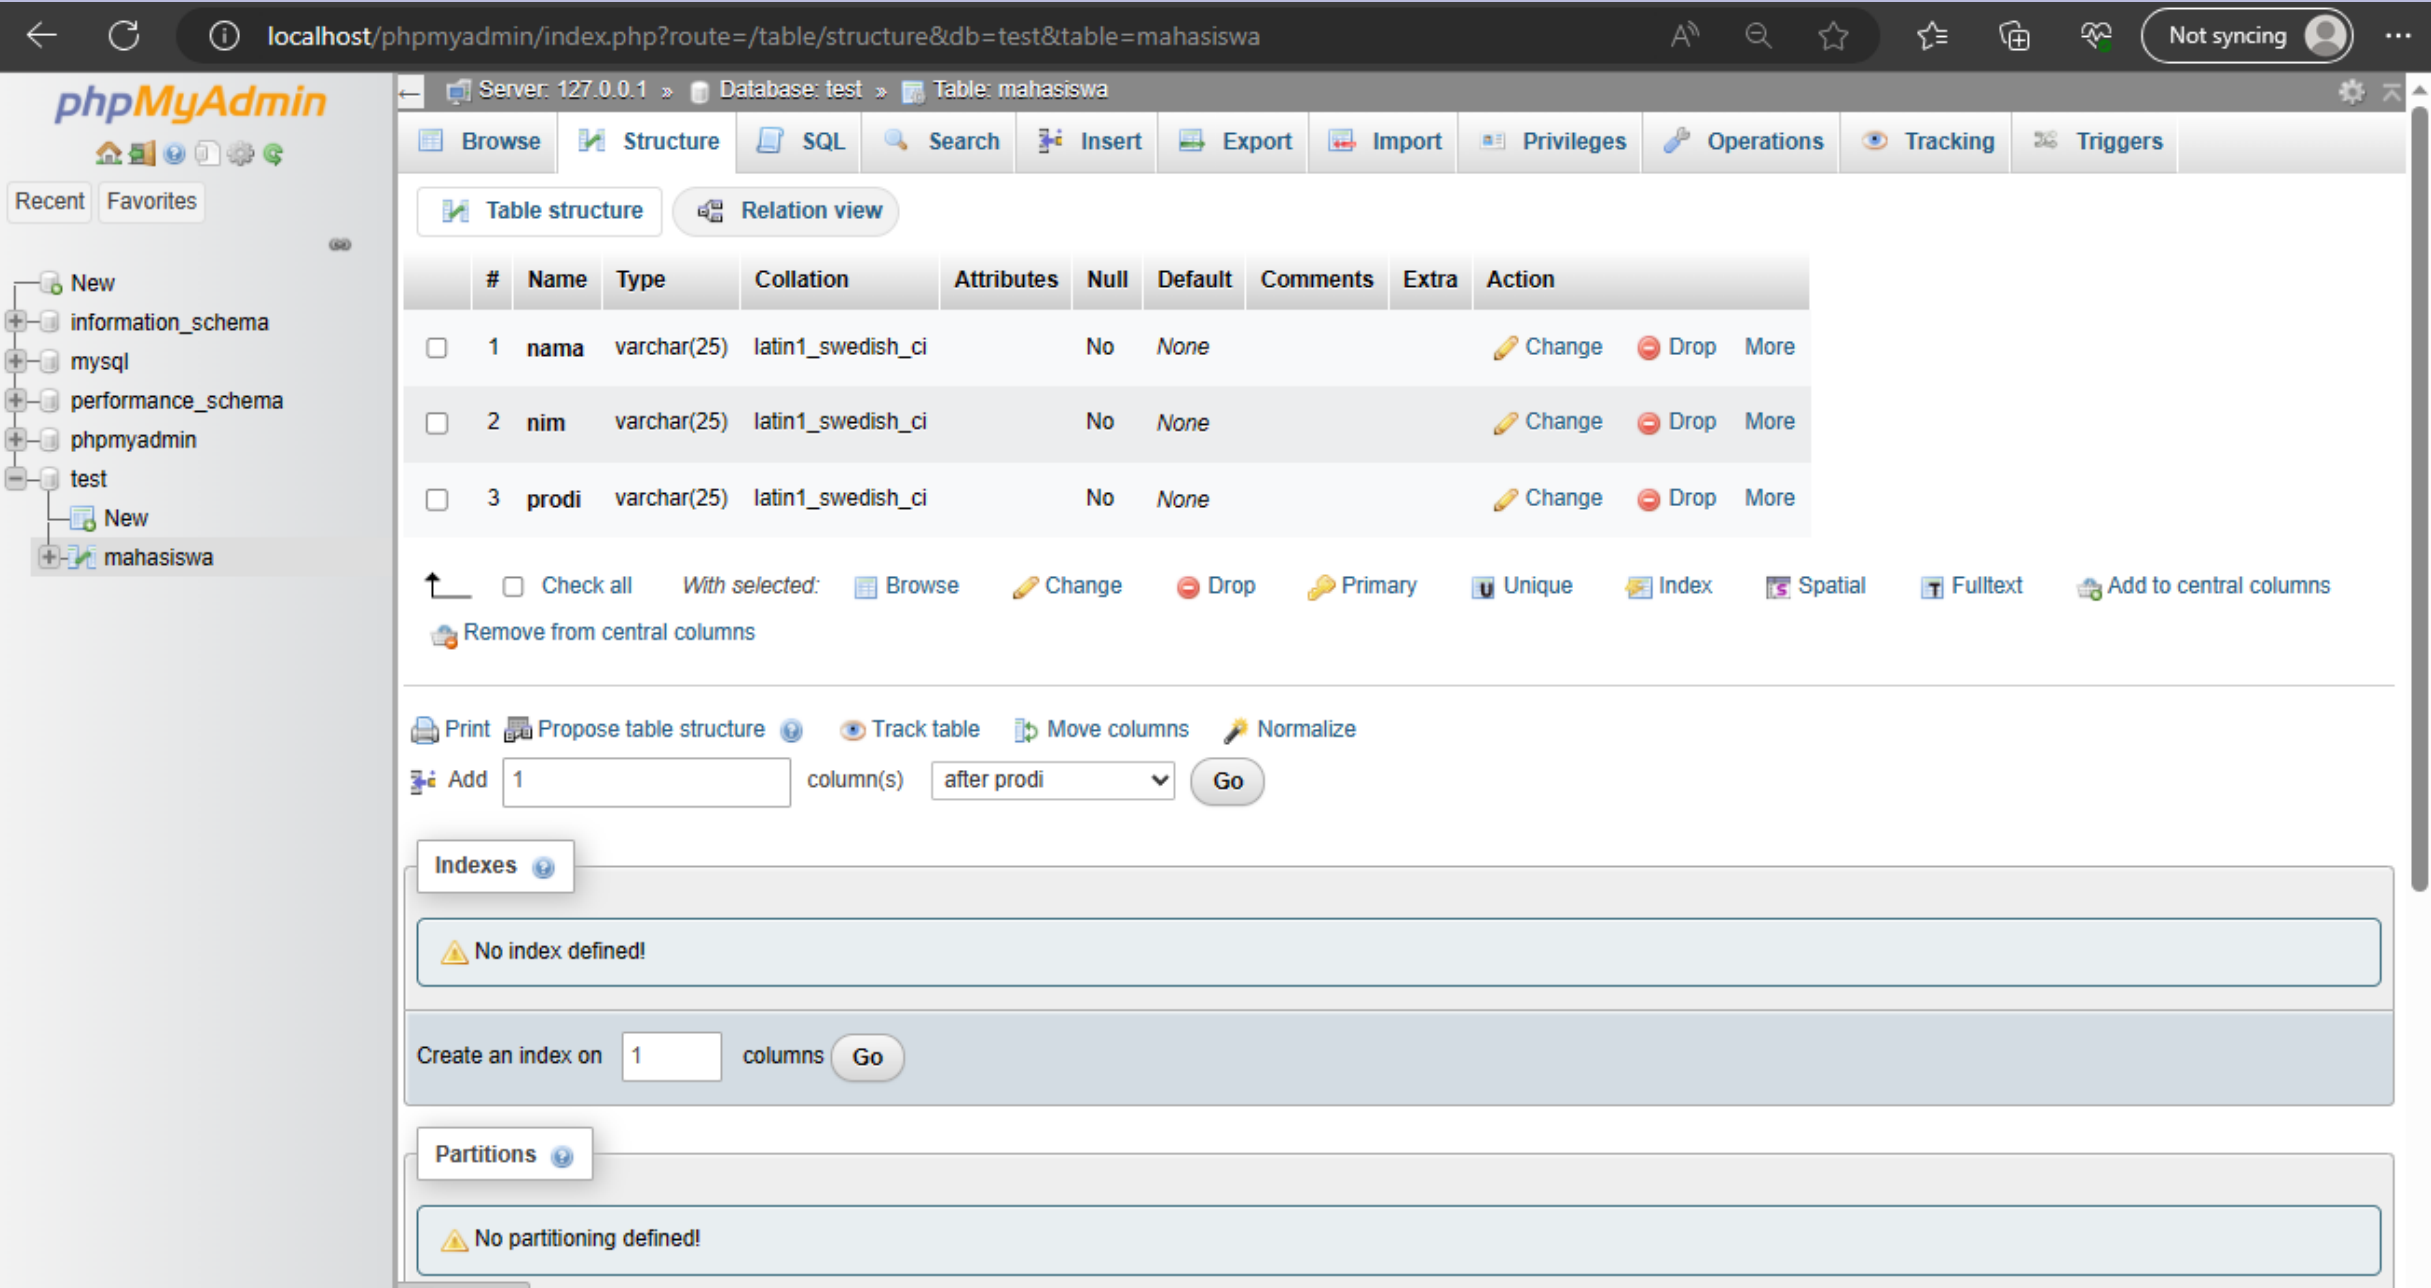 localhost/phpmyadmin/index.php?route=/table/structure&db=test&table=mahasiswa
Not syncing
phpMyAdmin
Recent Favorites
New
information_schema
mysql
performance_schema
phpmyadmin
test
New
mahasiswa
Server: 127.0.0.1 » Database: test » Table: mahasiswa
Browse Structure SQL Search Insert Export Import Privileges Operations Tracking Triggers
Table structure Relation view
# Name Type Collation Attributes Null Default Comments Extra Action
1 nama varchar(25) latin1_swedish_ci No None Change Drop More
2 nim varchar(25) latin1_swedish_ci No None Change Drop More
3 prodi varchar(25) latin1_swedish_ci No None Change Drop More
Check all With selected: Browse Change Drop Primary Unique Index Spatial Fulltext Add to central columns
Remove from central columns
Print Propose table structure Track table Move columns Normalize
Add 1 column(s) after prodi Go
Indexes
No index defined!
Create an index on 1 columns Go
Partitions
No partitioning defined!